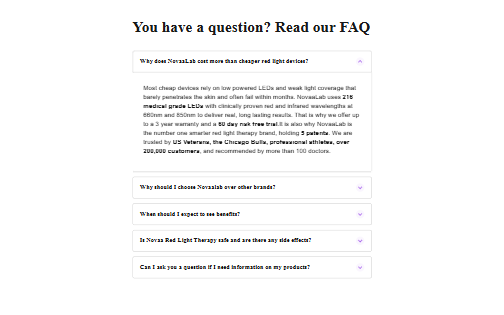 You have a question? Read our FAQ
Why does NovaaLab cost more than cheaper red light devices?
Most cheap devices rely on low powered LEDs and weak light coverage that
barely penetrates the skin and often fail within months. NovaaLab uses 216
medical grade LEDs with clinically proven red and infrared wavelengths at
660nm and 850nm to deliver real, long lasting results. That is why we offer up
to a 3 year warranty and a 60 day risk free trial.It is also why NovaaLab is
the number one smarter red light therapy brand, holding 5 patents. We are
trusted by US Veterans, the Chicago Bulls, professional athletes, over
200,000 customers, and recommended by more than 100 doctors.
Why should I choose Novaalab over other brands?
When should I expect to see benefits?
Is Novaa Red Light Therapy safe and are there any side effects?
Can I ask you a question if I need information on my products?